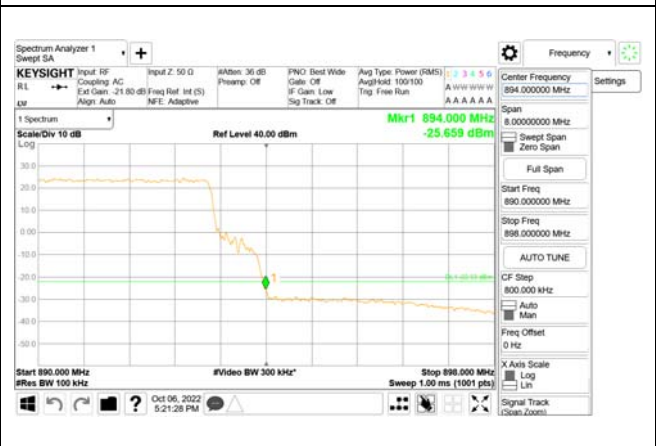 Spectrum Analyzer 1
Swept SA
Frequency
KEYSIGHT
Input: RF
Input Z: 50 Ω
#Atten: 36 dB
PNO: Best Wide
Avg Type: Power (RMS)
1 2 3 4 5 6
RL
Coupling: AC
Preamp: Off
Gate: Off
Avg|Hold: 100/100
A W W W W W
Ext Gain: -21.80 dB
Freq Ref: Int (S)
IF Gain: Low
Trig: Free Run
Align: Auto
NFE: Adaptive
Sig Track: Off
A A A A A A
1 Spectrum
Mkr1 894.000 MHz
Scale/Div 10 dB
Ref Level 40.00 dBm
-25.659 dBm
Log
30.0
20.0
10.0
0.00
-10.0
-20.0
-30.0
-40.0
-50.0
1
Start 890.000 MHz
#Video BW 300 kHz*
Stop 898.000 MHz
#Res BW 100 kHz
Sweep 1.00 ms (1001 pts)
Oct 06, 2022
5:21:28 PM
Center Frequency
894.000000 MHz
Settings
Span
8.00000000 MHz
Swept Span
Zero Span
Full Span
Start Freq
890.000000 MHz
Stop Freq
898.000000 MHz
AUTO TUNE
CF Step
800.000 kHz
Auto
Man
Freq Offset
0 Hz
X Axis Scale
Log
Lin
Signal Track
(Span Zoom)